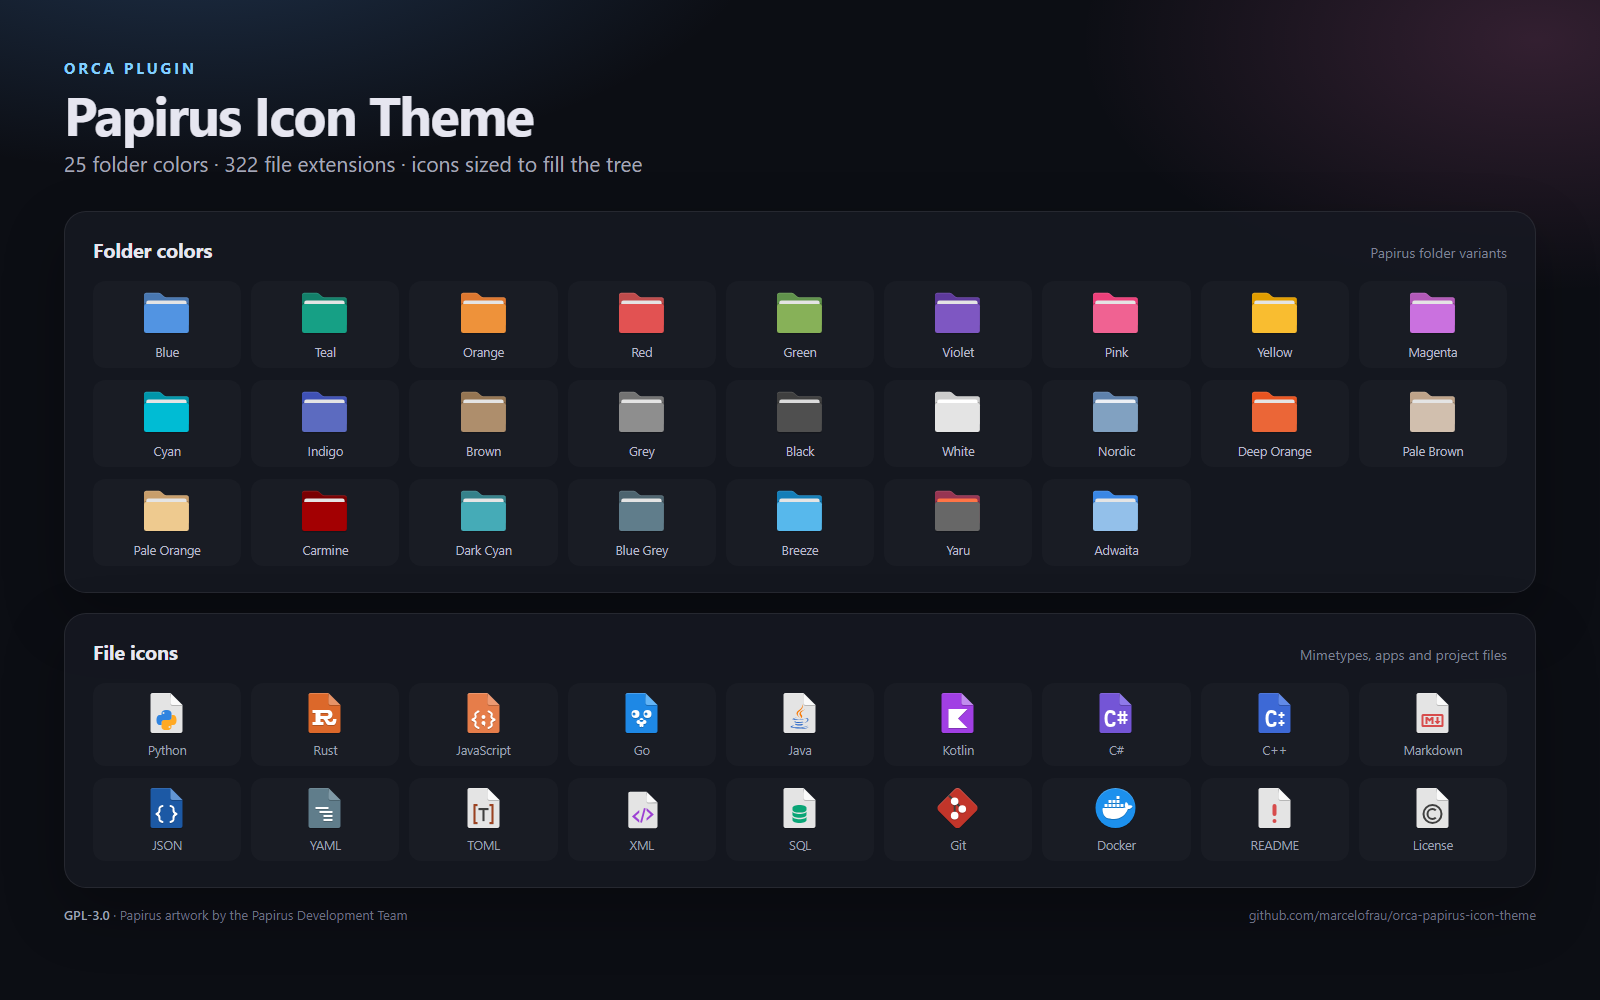 ORCA PLUGIN
Papirus Icon Theme
25 folder colors · 322 file extensions · icons sized to fill the tree
Folder colors
Papirus folder variants
Blue
Teal
Orange
Red
Green
Violet
Pink
Yellow
Magenta
Cyan
Indigo
Brown
Grey
Black
White
Nordic
Deep Orange
Pale Brown
Pale Orange
Carmine
Dark Cyan
Blue Grey
Breeze
Yaru
Adwaita
File icons
Mimetypes, apps and project files
R
{;}
C#
C++
M↓
Python
Rust
JavaScript
Go
Java
Kotlin
C#
C++
Markdown
{}
[T]
</>
!
©
JSON
YAML
TOML
XML
SQL
Git
Docker
README
License
GPL-3.0 · Papirus artwork by the Papirus Development Team
github.com/marcelofrau/orca-papirus-icon-theme